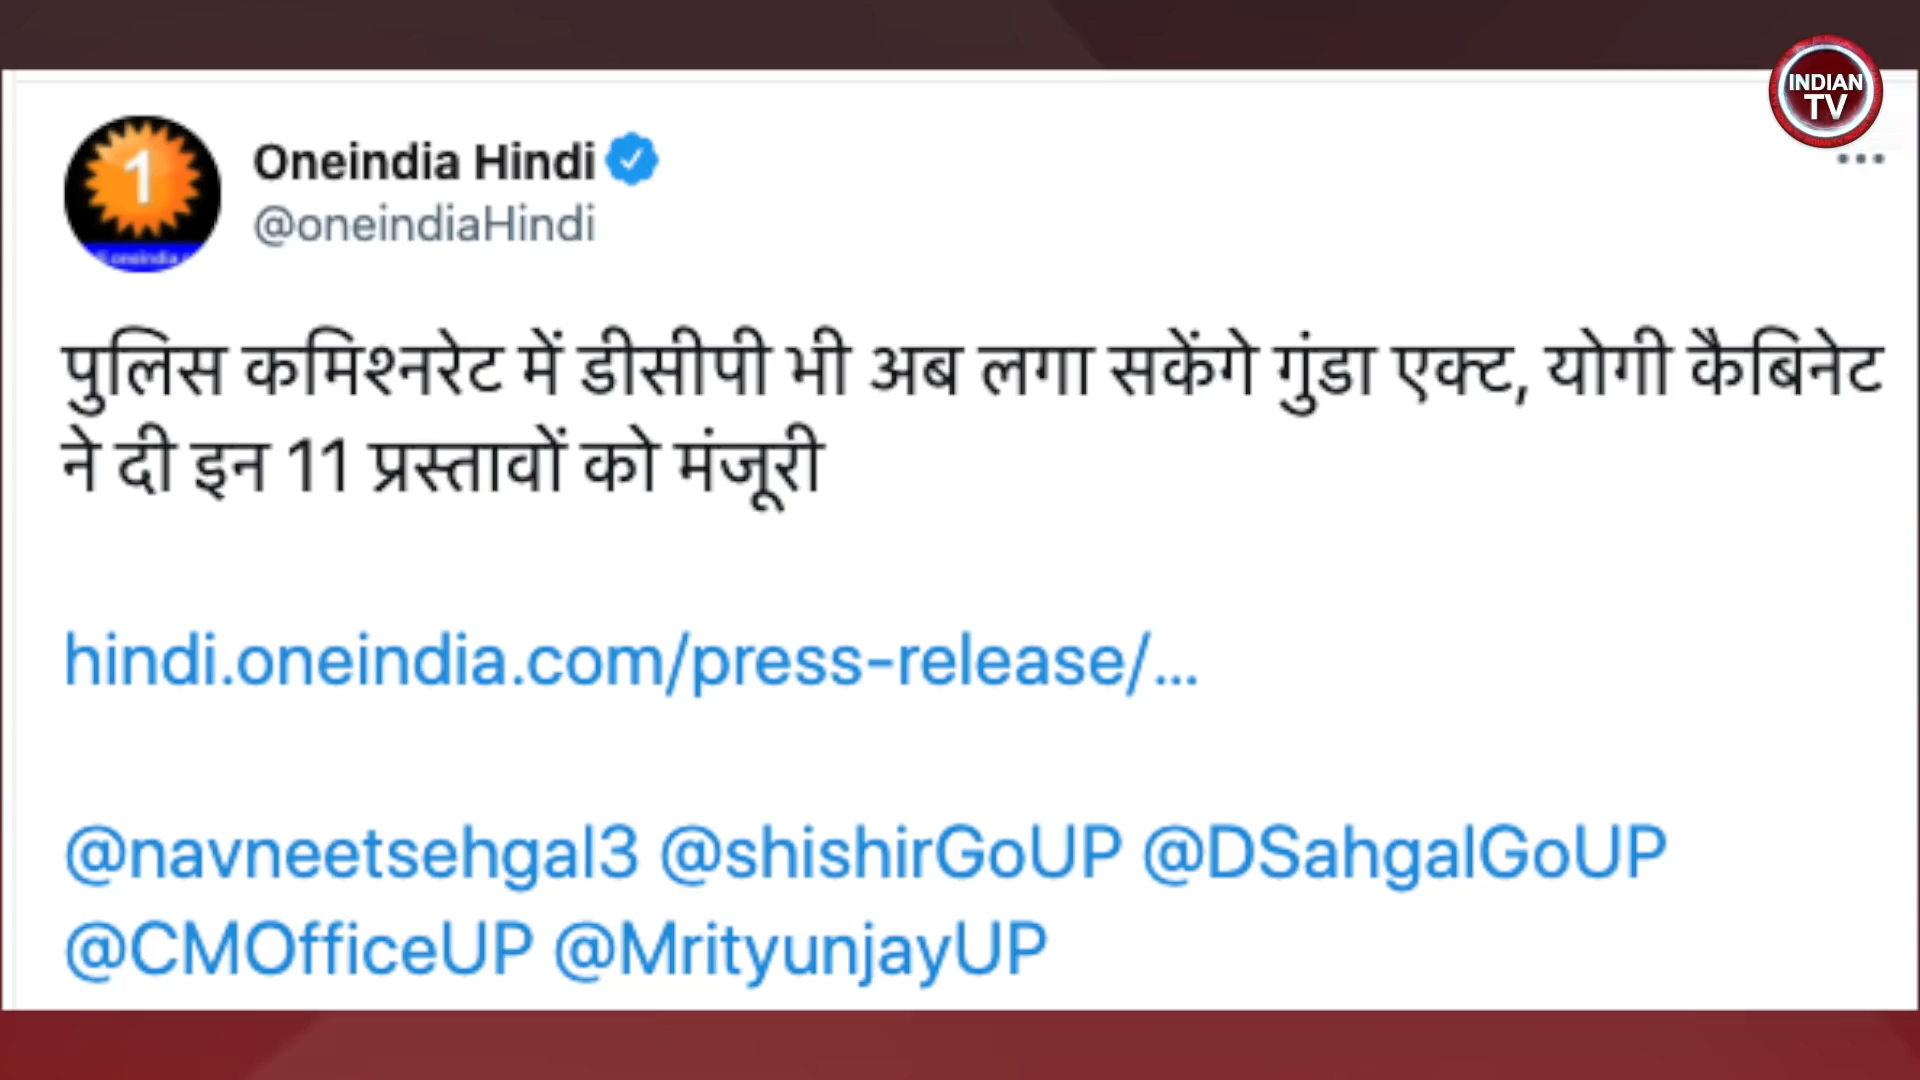 INDIAN
TV
1
Oneindia Hindi
@oneindiaHindi
पुलिस कमिश्नरेट में डीसीपी भी अब लगा सकेंगे गुंडा एक्ट, योगी कैबिनेट
ने दी इन 11 प्रस्तावों को मंजूरी
hindi.oneindia.com/press-release/...
@navneetsehgal3 @shishirGoUP @DSahgalGoUP
@CMOfficeUP @MrityunjayUP